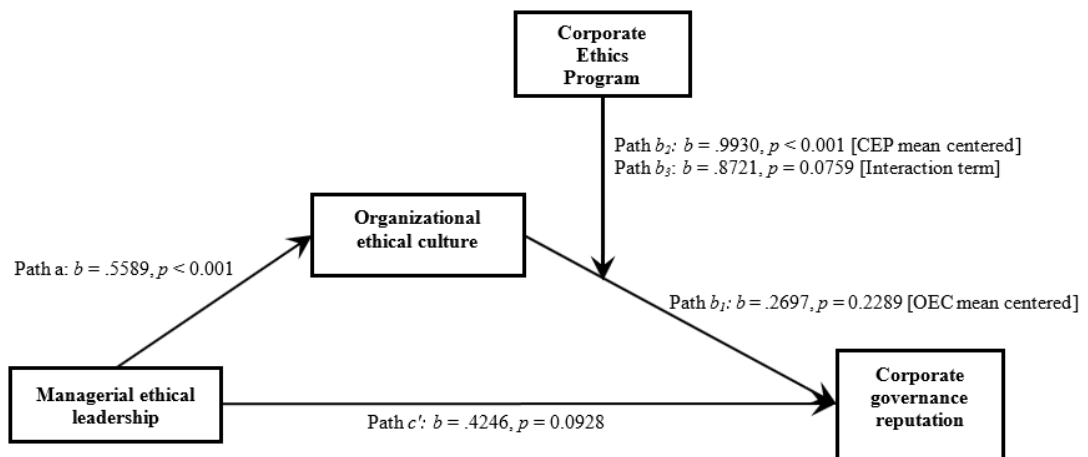 Corporate
Ethics
Program
Path b₂: b = .9930, p < 0.001 [CEP mean centered]
Path b₃: b = .8721, p = 0.0759 [Interaction term]
Organizational
ethical culture
Path a: b = .5589, p < 0.001
Path b₁: b = .2697, p = 0.2289 [OEC mean centered]
Managerial ethical
leadership
Corporate
governance
reputation
Path c': b = .4246, p = 0.0928